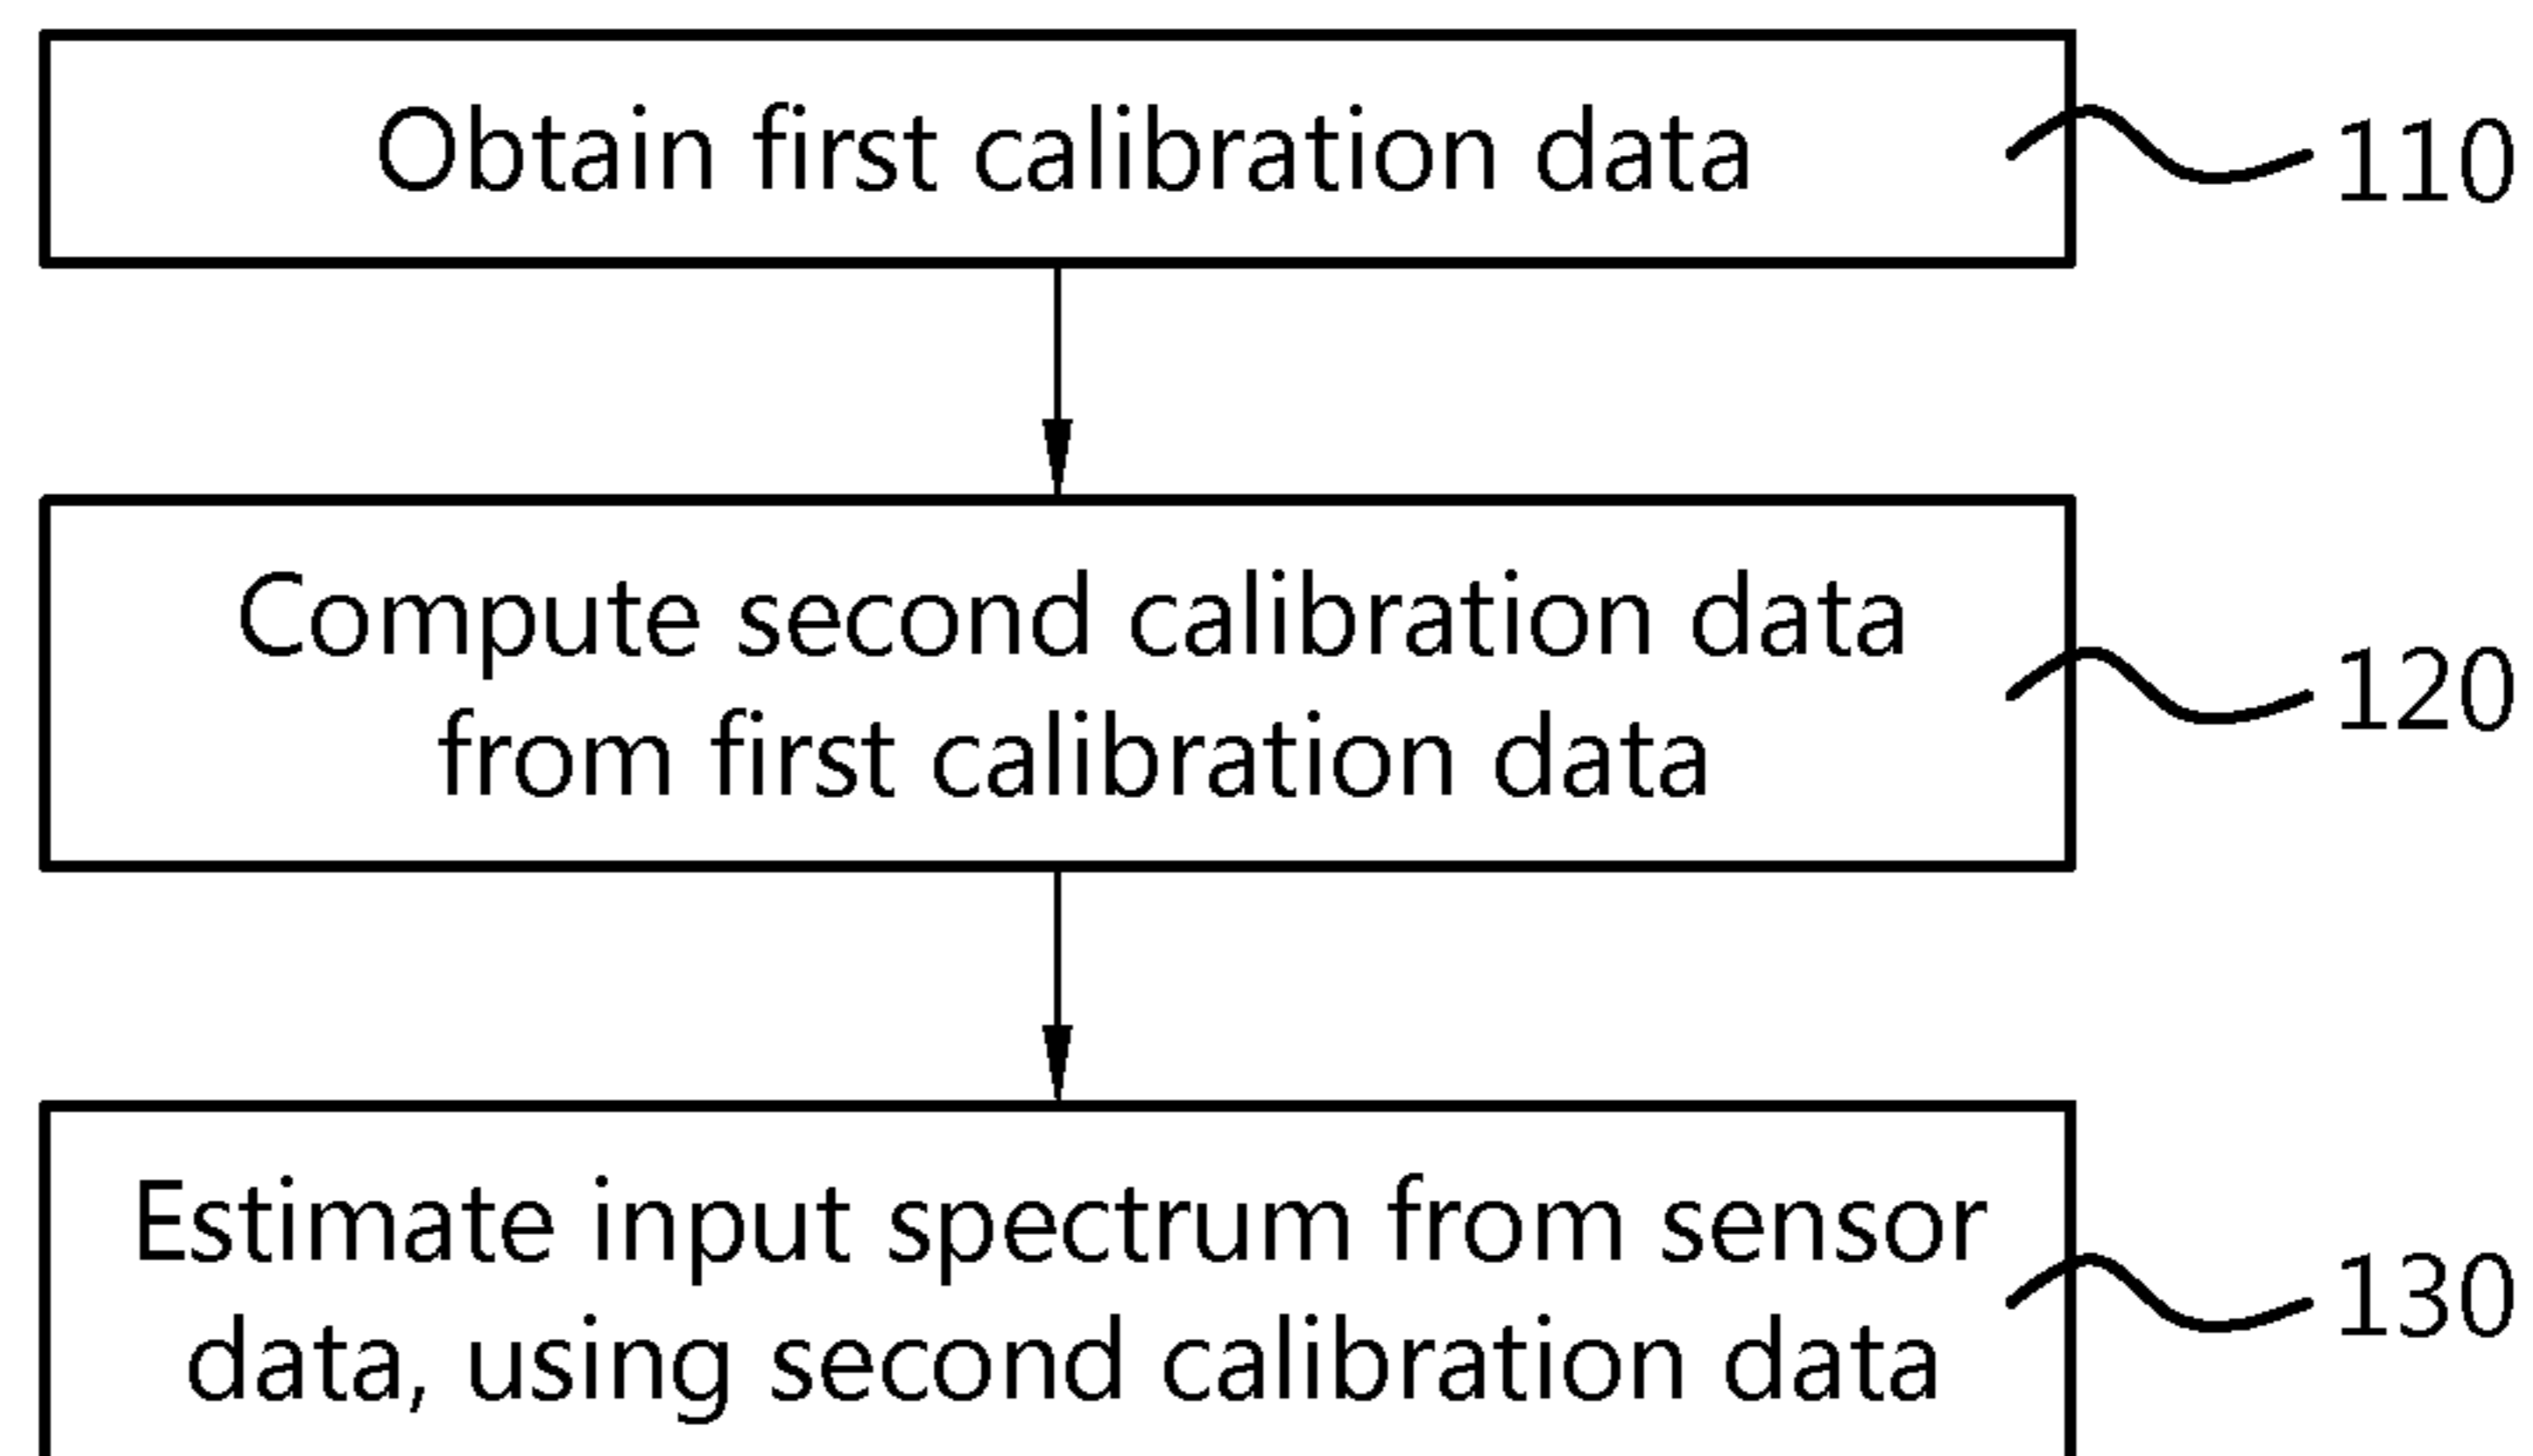 Obtain first calibration data
110
Compute second calibration data
from first calibration data
120
Estimate input spectrum from sensor
data, using second calibration data
130